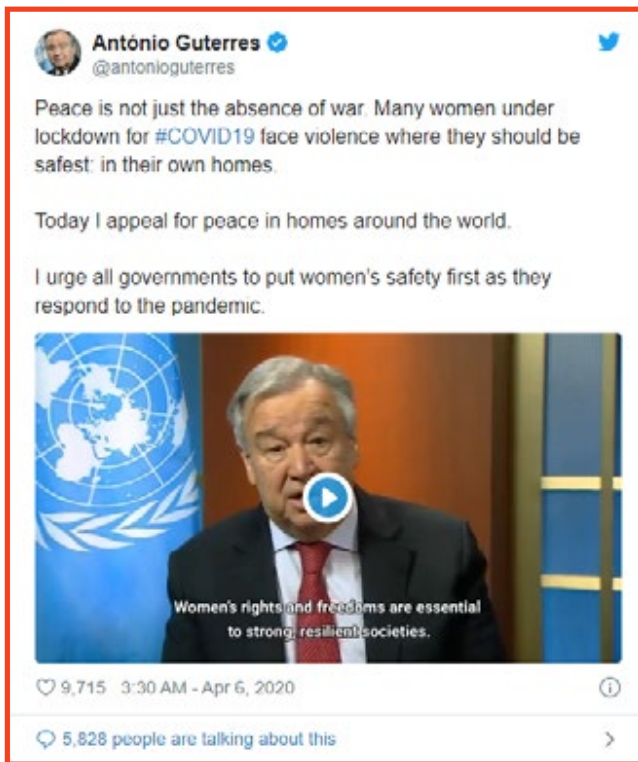 António Guterres
@antonioguterres
Peace is not just the absence of war. Many women under
lockdown for #COVID19 face violence where they should be
safest: in their own homes.
Today I appeal for peace in homes around the world.
I urge all governments to put women's safety first as they
respond to the pandemic.
Women's rights and freedoms are essential
to strong, resilient societies.
9,715 3:30 AM - Apr 6, 2020
5,828 people are talking about this